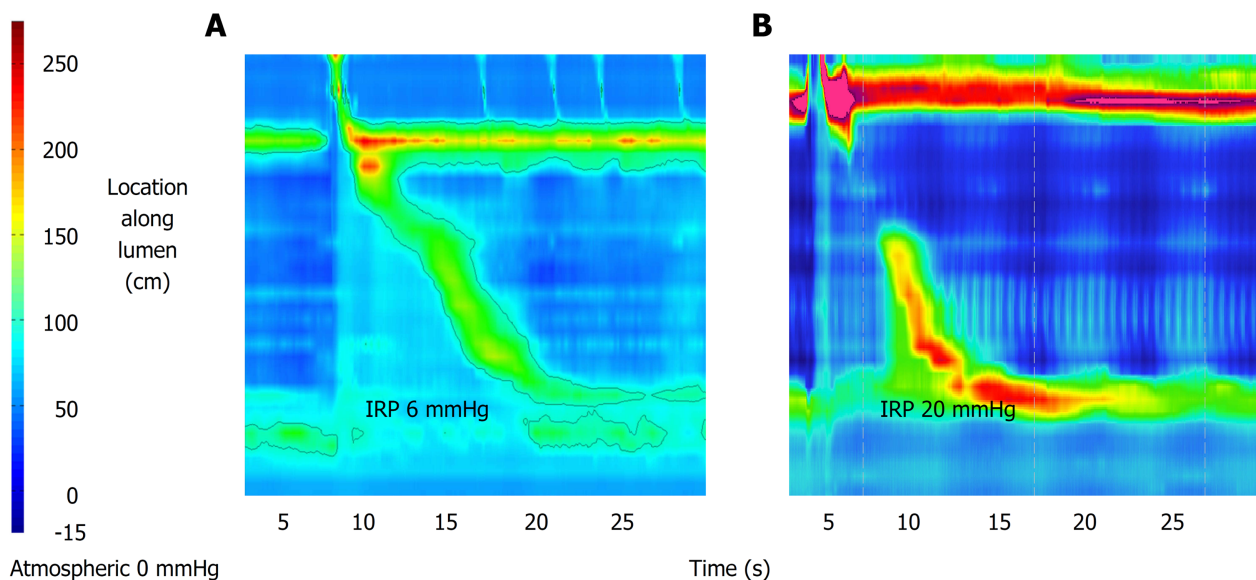 A
B
250
200
150
100
50
0
-15
Location
along
lumen
(cm)
IRP 6 mmHg
IRP 20 mmHg
5 10 15 20 25
5 10 15 20 25
Atmospheric 0 mmHg
Time (s)